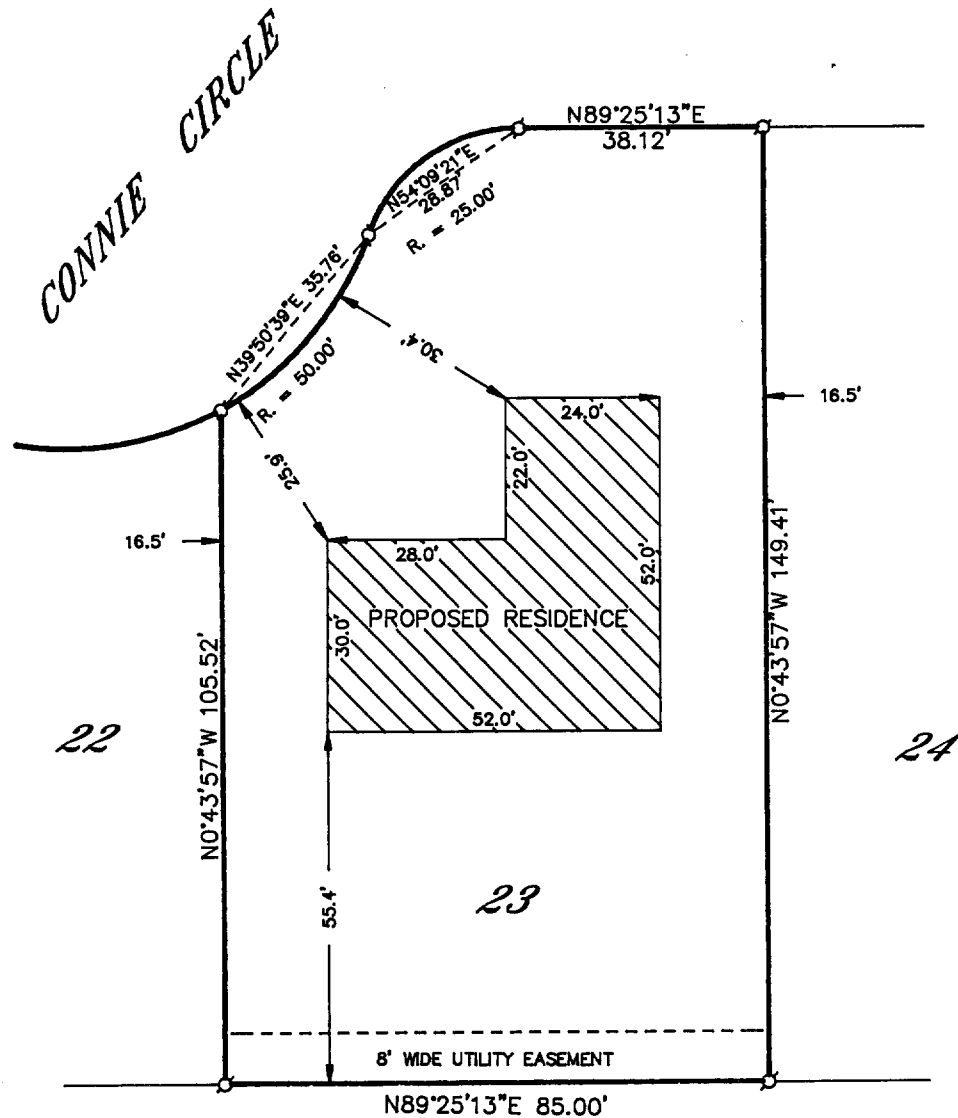 CONNIE CIRCLE
N89°25'13"E
38.12'
N54°09'21"E
28.87'
R. = 25.00'
N39°50'39"E 35.76'
R. = 50.00'
30.4'
25.9'
24.0'
16.5'
22.0'
16.5'
28.0'
52.0'
N0°43'57"W 149.41'
PROPOSED RESIDENCE
30.0'
52.0'
N0°43'57"W 105.52'
22
24
55.4'
23
8' WIDE UTILITY EASEMENT
N89°25'13"E 85.00'